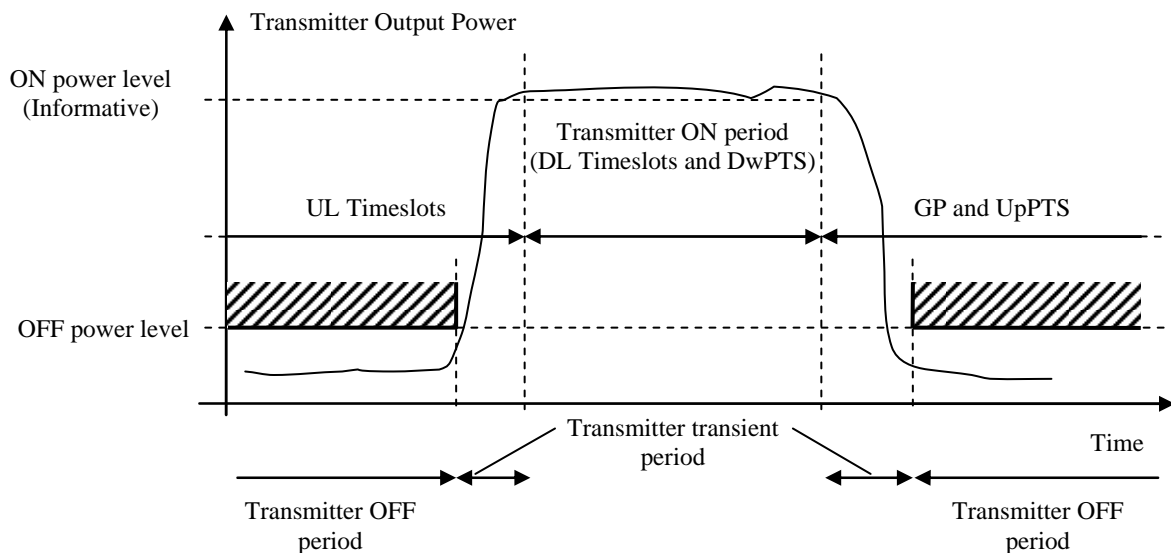 Transmitter Output Power
ON power level
(Informative)
Transmitter ON period
(DL Timeslots and DwPTS)
UL Timeslots
GP and UpPTS
OFF power level
Transmitter transient
period
Time
Transmitter OFF
period
Transmitter OFF
period